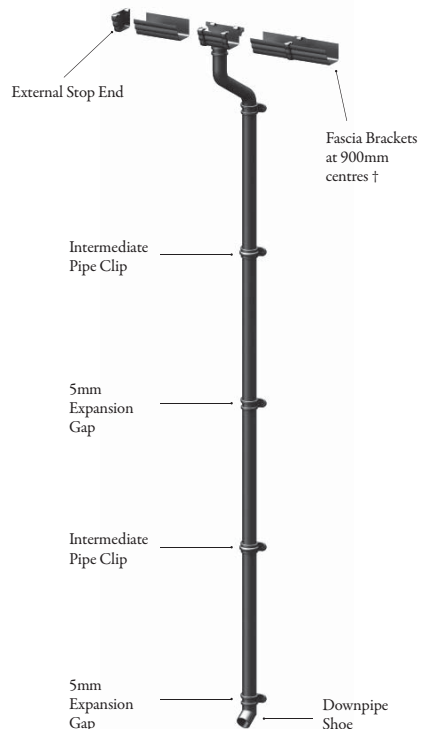 External Stop End
Fascia Brackets
at 900mm
centres †
Intermediate
Pipe Clip
5mm
Expansion
Gap
Intermediate
Pipe Clip
5mm
Expansion
Gap
Downpipe
Shoe